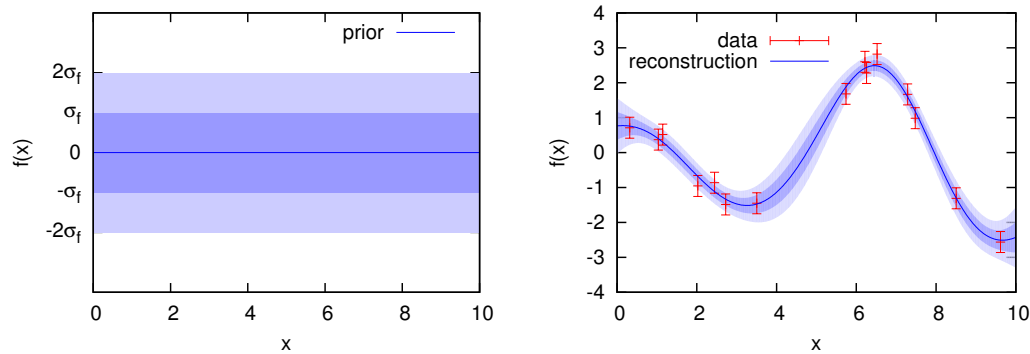 prior
2σf
σf
0
-σf
-2σf
f(x)
0 2 4 6 8 10
x
data
reconstruction
4
3
2
1
0
-1
-2
-3
-4
f(x)
0 2 4 6 8 10
x